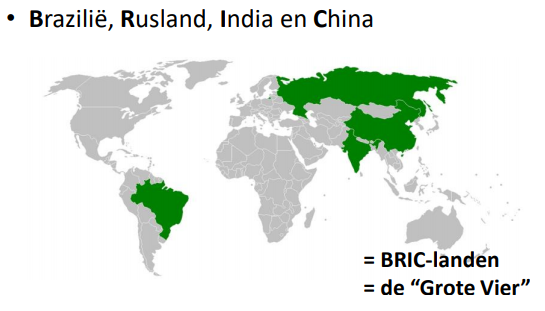 • Brazilië, Rusland, India en China
= BRIC-landen
= de “Grote Vier”